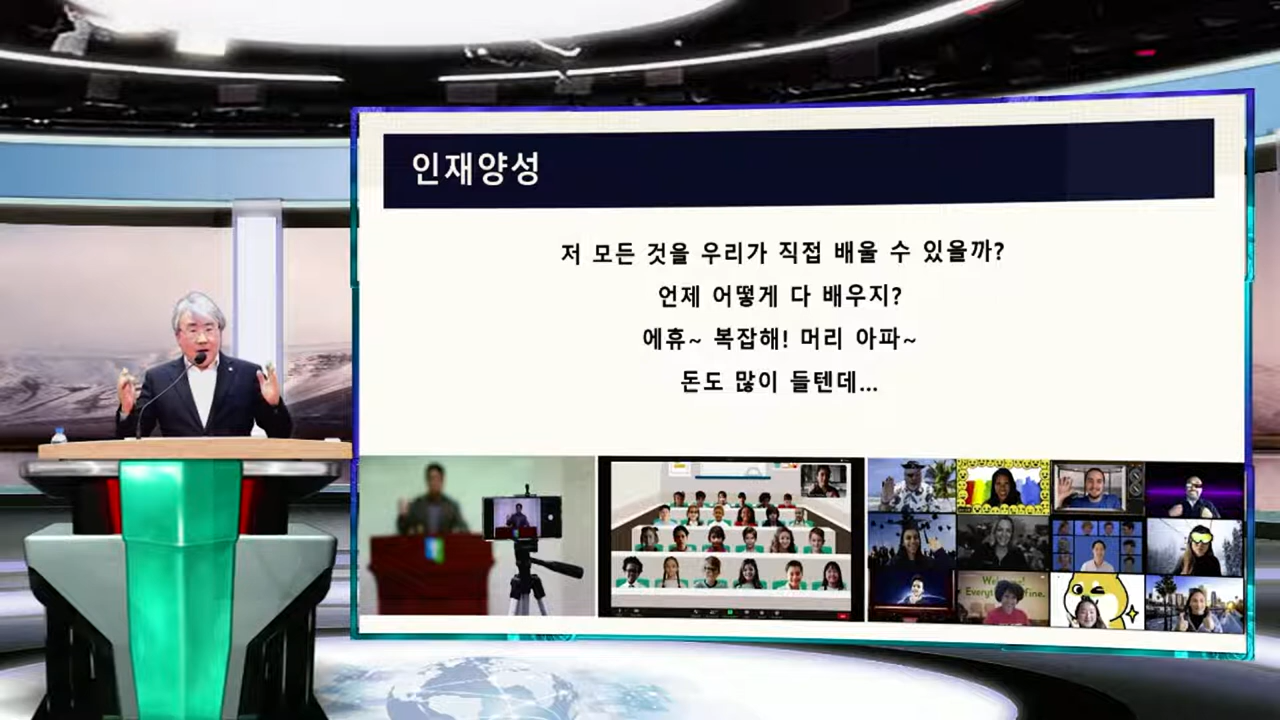 인재양성
저 모든 것을 우리가 직접 배울 수 있을까?
언제 어떻게 다 배우지?
에휴~ 복잡해! 머리 아파~
돈도 많이 들텐데...